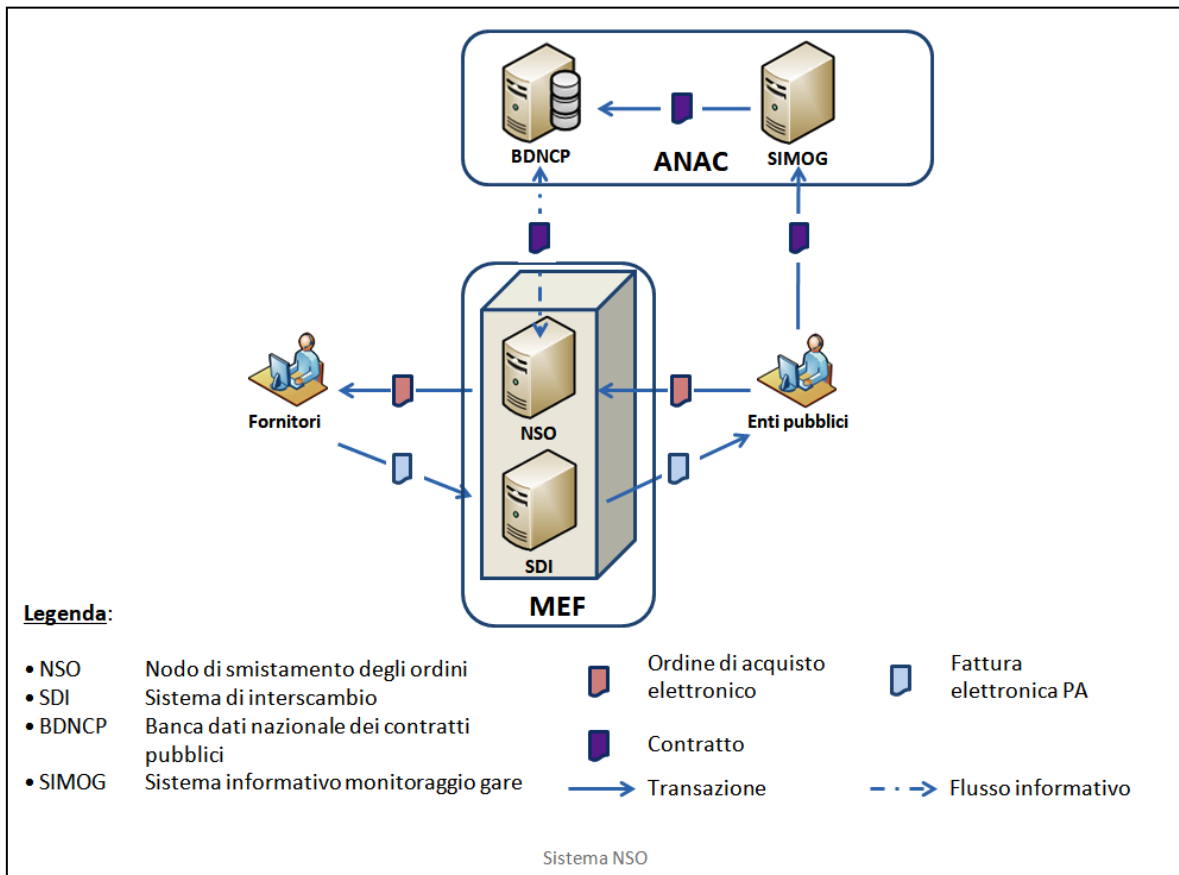 BDNCP
SIMOG
ANAC
Fornitori
NSO
Enti pubblici
SDI
MEF
Legenda:
• NSO Nodo di smistamento degli ordini
• SDI Sistema di interscambio
• BDNCP Banca dati nazionale dei contratti
pubblici
• SIMOG Sistema informativo monitoraggio gare
Ordine di acquisto
elettronico
Fattura
elettronica PA
Contratto
Transazione
Flusso informativo
Sistema NSO